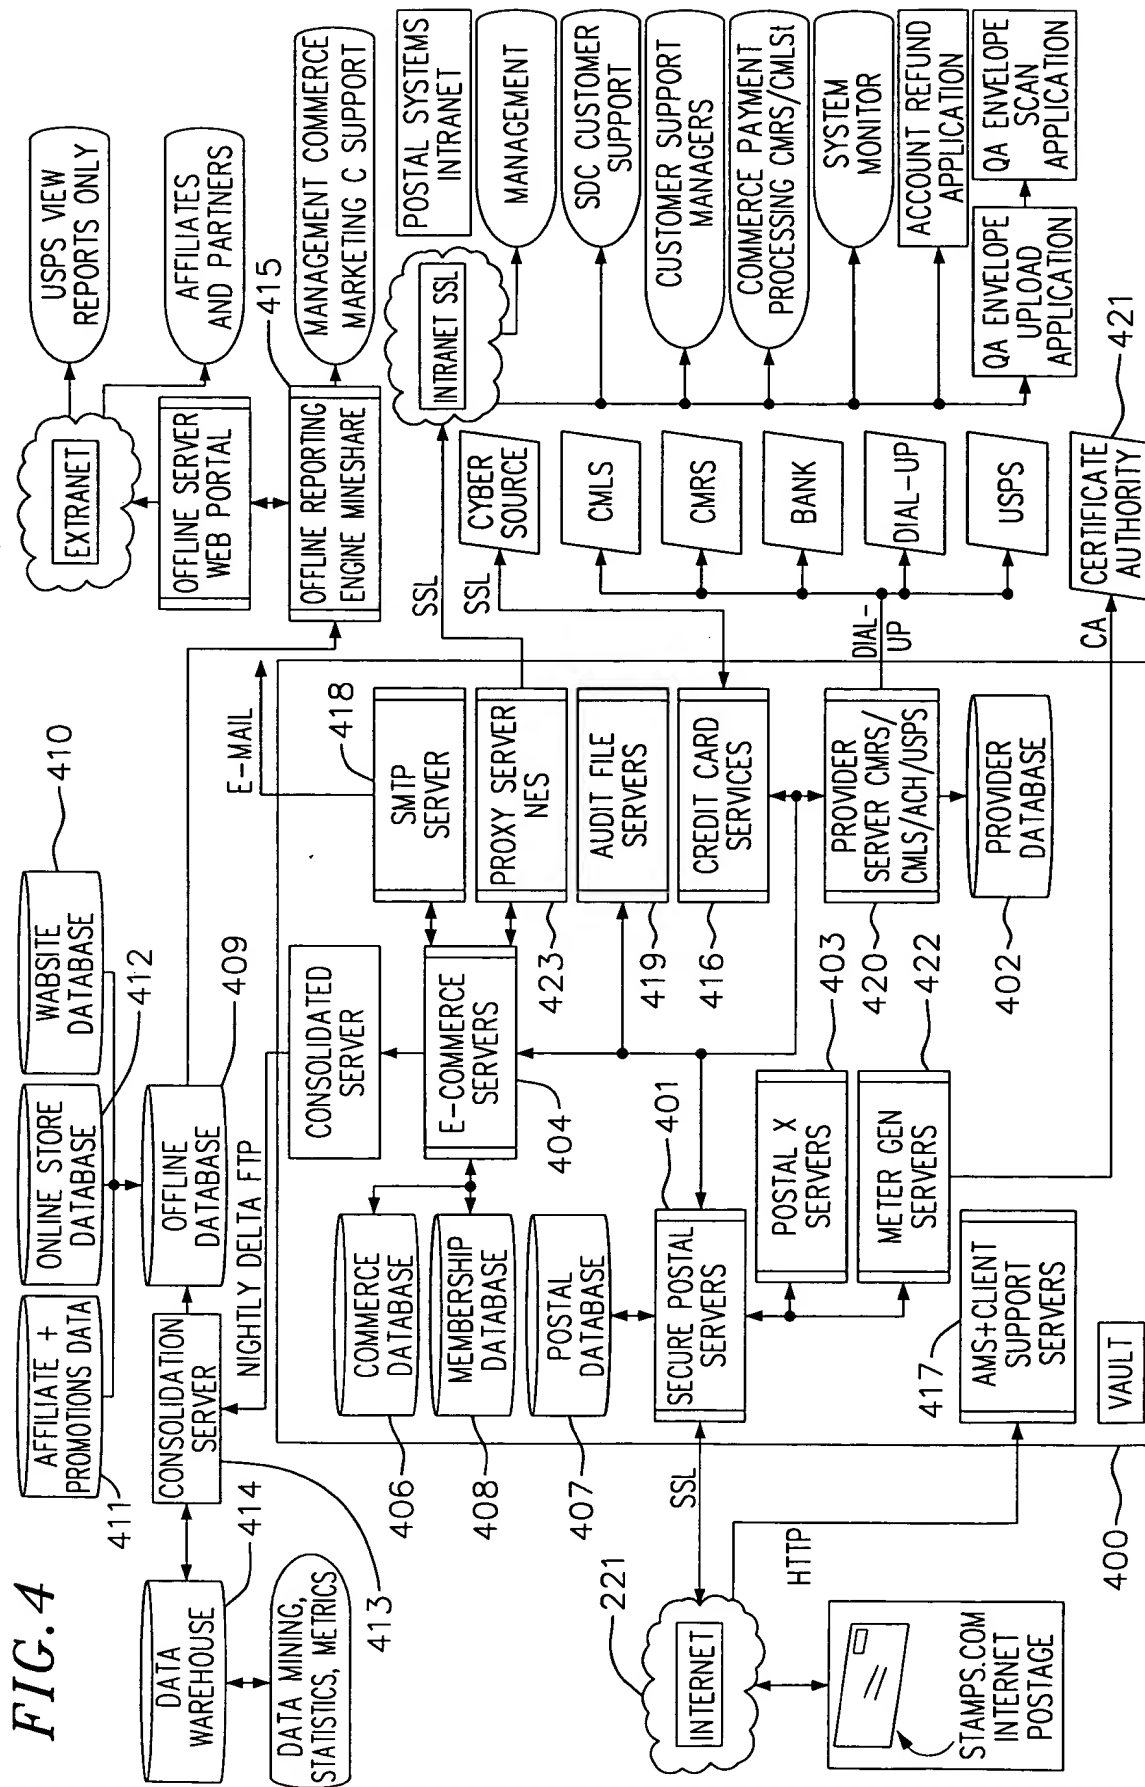 FIG. 4
AFFILIATE +
PROMOTIONS DATA
411
ONLINE STORE
DATABASE
412
WABSITE
DATABASE
410
DATA
WAREHOUSE
414
CONSOLIDATION
SERVER
413
OFFLINE
DATABASE
409
DATA MINING,
STATISTICS, METRICS
NIGHTLY DELTA FTP
E-MAIL
EXTRANET
USPS VIEW
REPORTS ONLY
AFFILIATES
AND PARTNERS
OFFLINE SERVER
WEB PORTAL
415
OFFLINE REPORTING
ENGINE MINESHARE
MANAGEMENT COMMERCE
MARKETING C SUPPORT
CONSOLIDATED
SERVER
SMTP
SERVER
418
COMMERCE
DATABASE
406
MEMBERSHIP
DATABASE
408
E-COMMERCE
SERVERS
404
PROXY SERVER
NES
423
SSL
INTRANET SSL
POSTAL SYSTEMS
INTRANET
MANAGEMENT
SDC CUSTOMER
SUPPORT
CUSTOMER SUPPORT
MANAGERS
COMMERCE PAYMENT
PROCESSING CMRS/CMLSt
SYSTEM
MONITOR
ACCOUNT REFUND
APPLICATION
QA ENVELOPE
UPLOAD
APPLICATION
QA ENVELOPE
SCAN
APPLICATION
POSTAL
DATABASE
407
AUDIT FILE
SERVERS
419
SSL
CYBER
SOURCE
CMLS
CMRS
BANK
DIAL-UP
USPS
SECURE POSTAL
SERVERS
401
CREDIT CARD
SERVICES
416
POSTAL X
SERVERS
403
PROVIDER
SERVER CMRS/
CMLS/ACH/USPS
420
DIAL-
UP
METER GEN
SERVERS
422
PROVIDER
DATABASE
402
CA
CERTIFICATE
AUTHORITY
421
221
INTERNET
SSL
HTTP
417
AMS+CLIENT
SUPPORT
SERVERS
STAMPS.COM
INTERNET
POSTAGE
400
VAULT